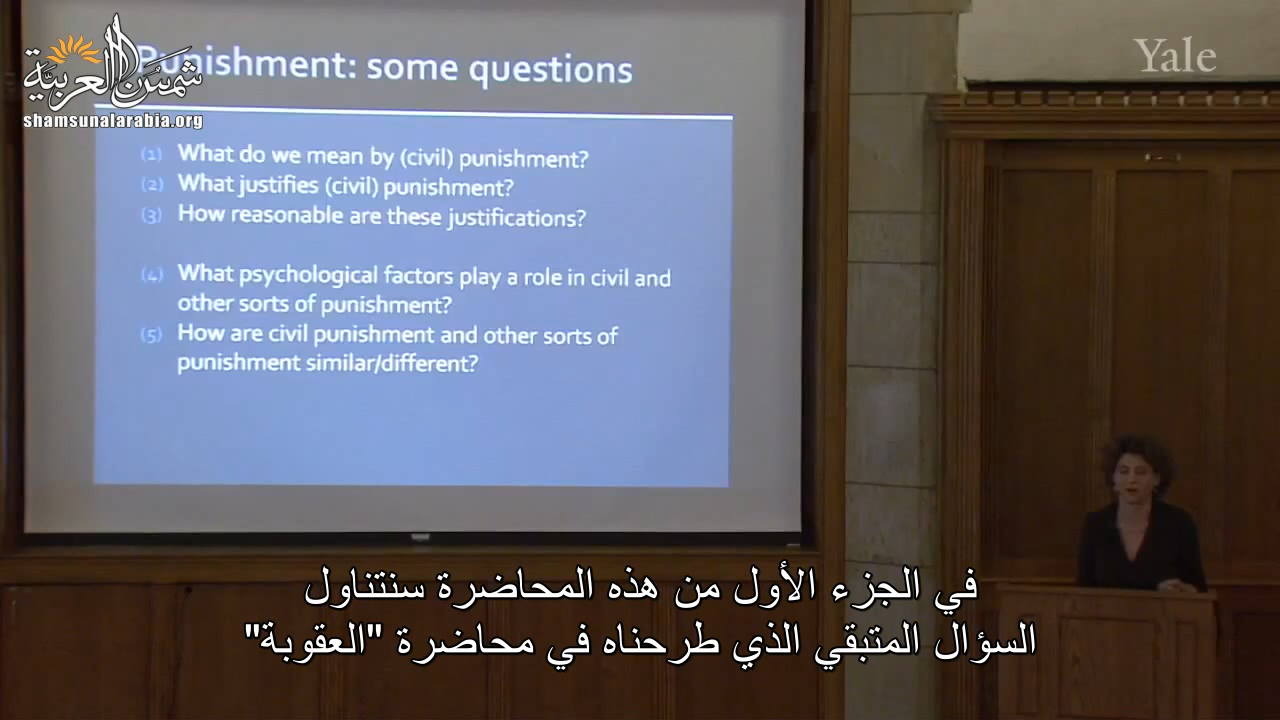 Punishment: some questions
Yale
شمس العربية
shamsunalarabia.org
(1) What do we mean by (civil) punishment?
(2) What justifies (civil) punishment?
(3) How reasonable are these justifications?
(4) What psychological factors play a role in civil and
other sorts of punishment?
(5) How are civil punishment and other sorts of
punishment similar/different?
في الجزء الأول من هذه المحاضرة سنتناول
السؤال المتبقي الذي طرحناه في محاضرة "العقوبة"